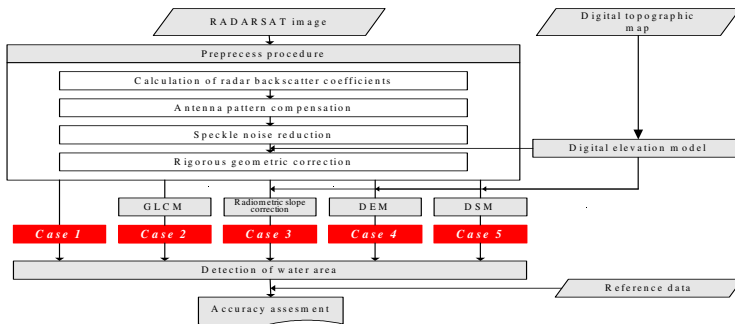 RADARSAT image
Digital topographic
map
Preprecess procedure
Calculation of radar backscatter coefficients
Antenna pattern compensation
Speckle noise reduction
Digital elevation model
Rigorous geometric correction
GLCM
Radiometric slope
correction
DEM
DSM
Case 1
Case 2
Case 3
Case 4
Case 5
Detection of water area
Reference data
Accuracy assesment